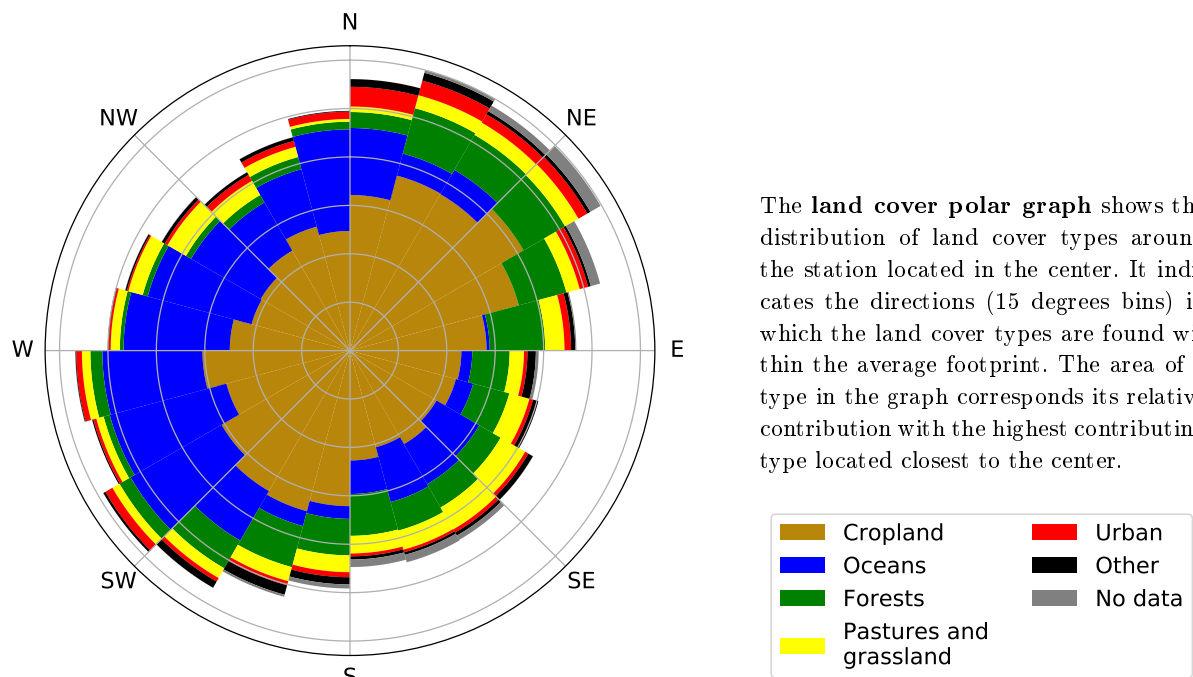 N
NW
NE
W
E
SW
SE
S
The land cover polar graph shows th
distribution of land cover types aroun
the station located in the center. It indi
cates the directions (15 degrees bins) i
which the land cover types are found wi
thin the average footprint. The area of
type in the graph corresponds its relativ
contribution with the highest contributin
type located closest to the center.
Cropland
Oceans
Forests
Pastures and
grassland
Urban
Other
No data